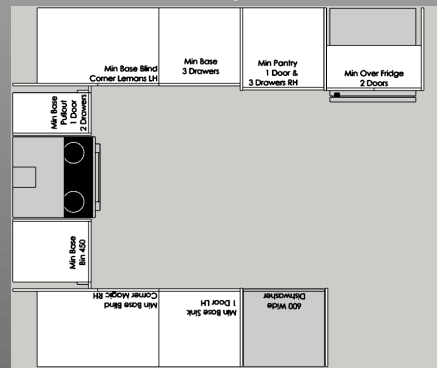 Min Base Blind
Corner Lemans LH
Min Base
3 Drawers
Min Pantry
1 Door &
3 Drawers RH
Min Over Fridge
2 Doors
Min Base
Pullout
1 Door
2 Drawers
Min Base
Bin 450
Min Base Blind
Corner Magic RH
Min Base Sink
1 Door LH
600 Wide
Dishwasher